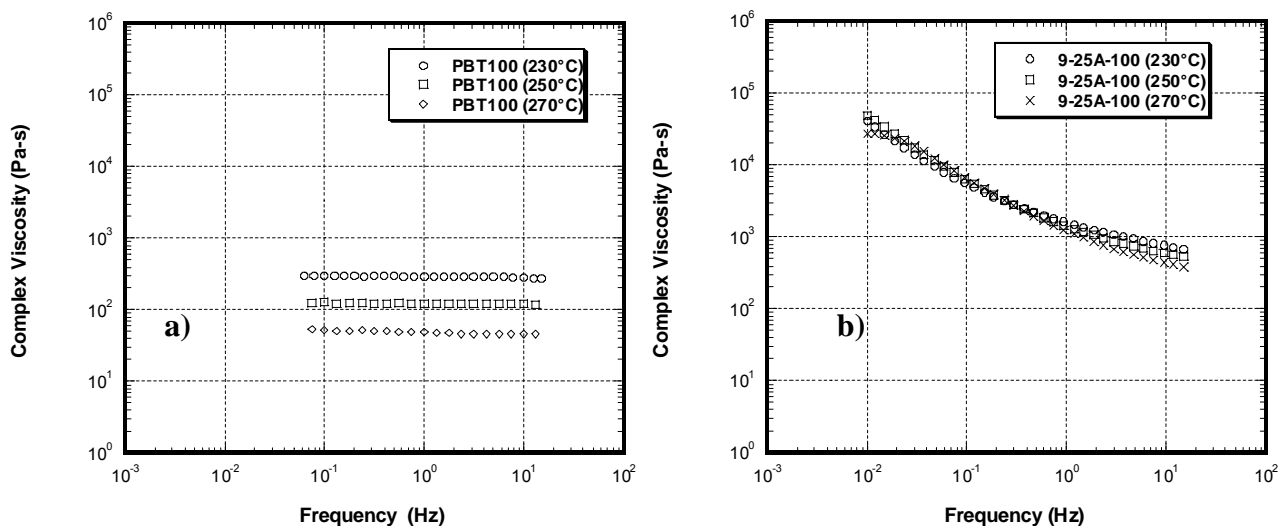 Complex Viscosity (Pa-s)
10^6
10^5
10^4
10^3
10^2
10^1
10^0
PBT100 (230°C)
PBT100 (250°C)
PBT100 (270°C)
a)
10^-3
10^-2
10^-1
10^0
10^1
10^2
Frequency (Hz)
Complex Viscosity (Pa-s)
10^6
10^5
10^4
10^3
10^2
10^1
10^0
9-25A-100 (230°C)
9-25A-100 (250°C)
9-25A-100 (270°C)
b)
10^-3
10^-2
10^-1
10^0
10^1
10^2
Frequency (Hz)